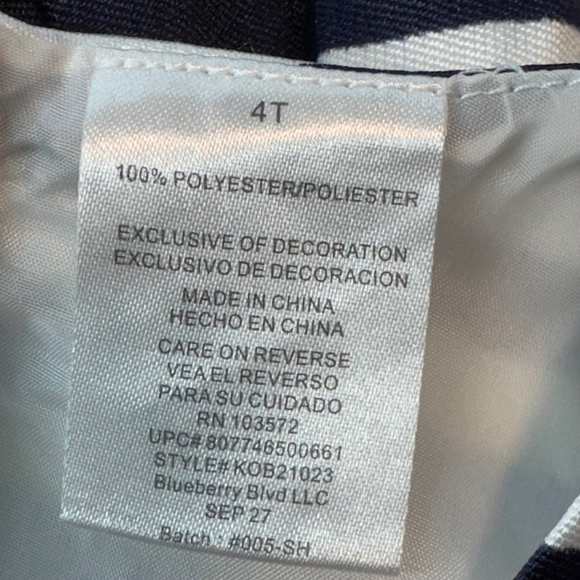 4T
100% POLYESTER/POLIESTER
EXCLUSIVE OF DECORATION
EXCLUSIVO DE DECORACION
MADE IN CHINA
HECHO EN CHINA
CARE ON REVERSE
VEA EL REVERSO
PARA SU CUIDADO
RN 103572
UPC# 807746500661
STYLE# KOB21023
Blueberry Blvd LLC
SEP 27
Batch : #005-SH